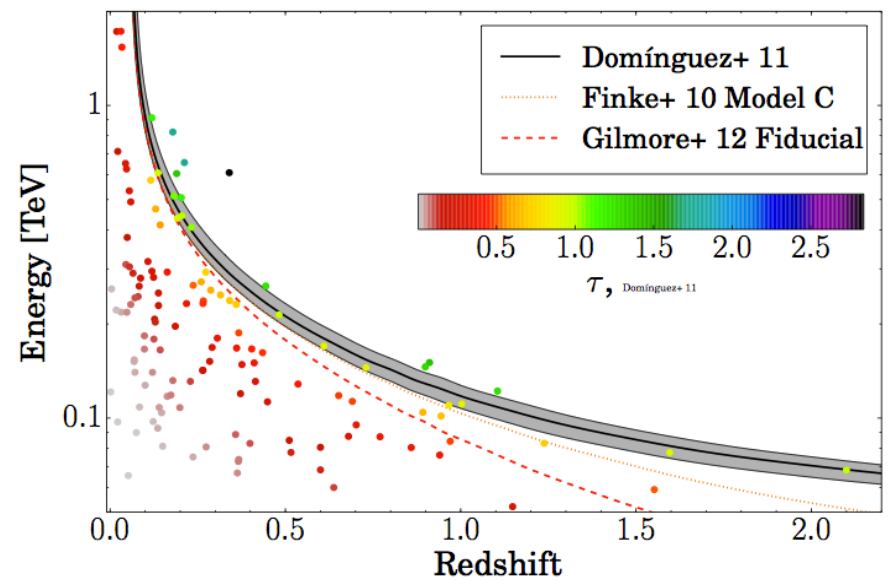 Domínguez+ 11
Finke+ 10 Model C
Gilmore+ 12 Fiducial
0.5 1.0 1.5 2.0 2.5
τ, Domínguez+ 11
Energy [TeV]
1
0.1
0.0 0.5 1.0 1.5 2.0
Redshift